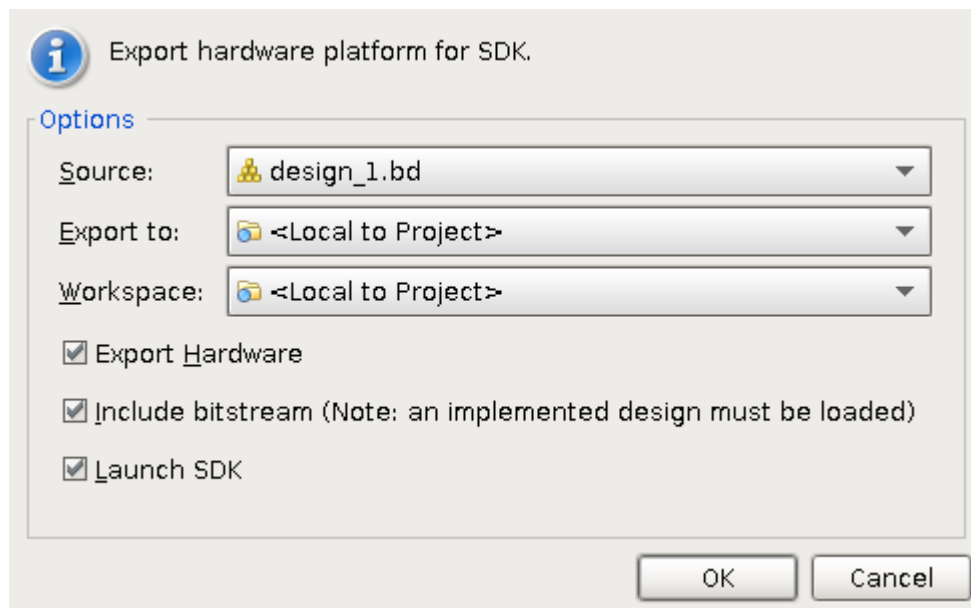 Export hardware platform for SDK.
Options
Source: design_1.bd
Export to: <Local to Project>
Workspace: <Local to Project>
Export Hardware
Include bitstream (Note: an implemented design must be loaded)
Launch SDK
OK Cancel